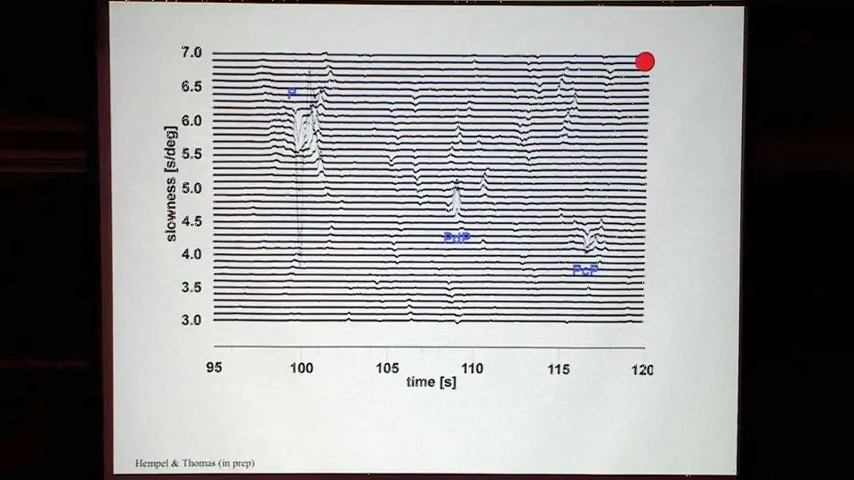 7.0
6.5
P
6.0
5.5
5.0
4.5
PdP
4.0
PcP
3.5
3.0
slowness [s/deg]
95 100 105 110 115 120
time [s]
Hempel & Thomas (in prep)